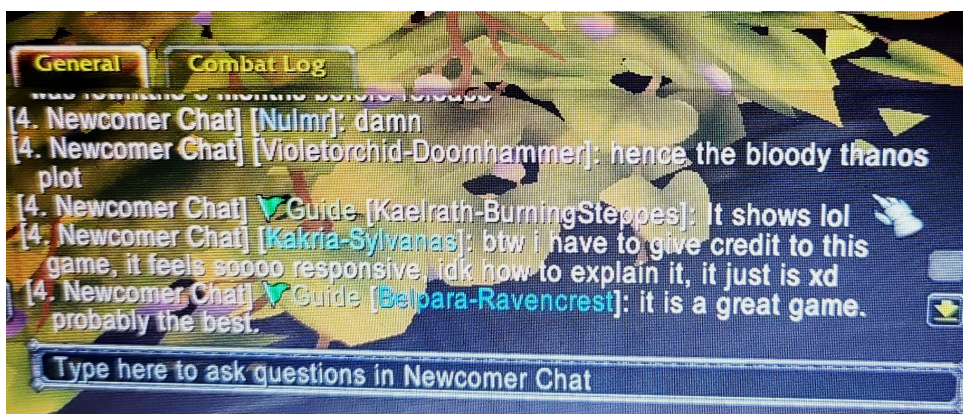 General
Combat Log
months before release
[4. Newcomer Chat] [Nulmr]: damn
[4. Newcomer Chat] [Violetorchid-Doomhammer]: hence the bloody thanos
plot
[4. Newcomer Chat] Guide [Kaelrath-BurningSteppes]: It shows lol
[4. Newcomer Chat] [Kakria-Sylvanas]: btw i have to give credit to this
game, it feels soooo responsive, idk how to explain it, it just is xd
[4. Newcomer Chat] Guide [Belpara-Ravencrest]: it is a great game.
probably the best.
Type here to ask questions in Newcomer Chat